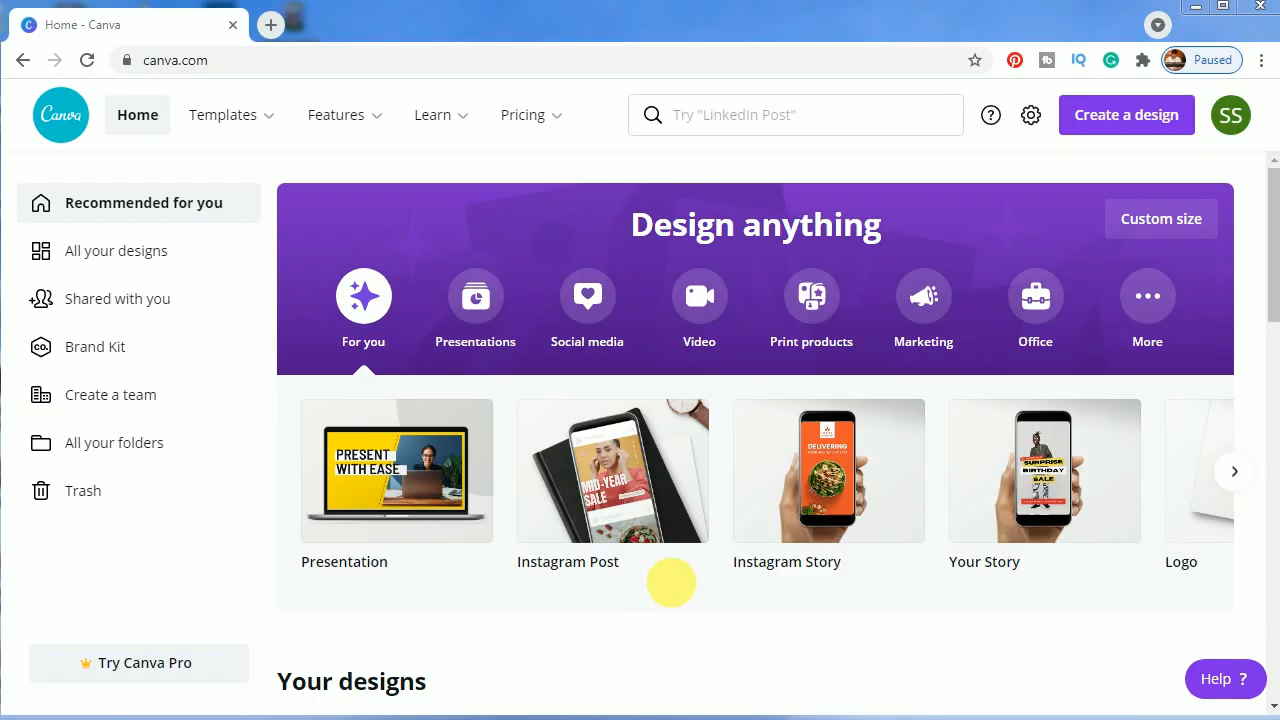 Home - Canva
canva.com
Paused
Canva
Home
Templates
Features
Learn
Pricing
Try "LinkedIn Post"
Create a design
SS
Recommended for you
All your designs
Shared with you
Brand Kit
CO.
Create a team
All your folders
Trash
Try Canva Pro
Design anything
Custom size
For you
Presentations
Social media
Video
Print products
Marketing
Office
More
PRESENT
WITH EASE
MID-YEAR
SALE
DELIVERING
SURPRISE
BIRTHDAY
SALE
Presentation
Instagram Post
Instagram Story
Your Story
Logo
Your designs
Help ?